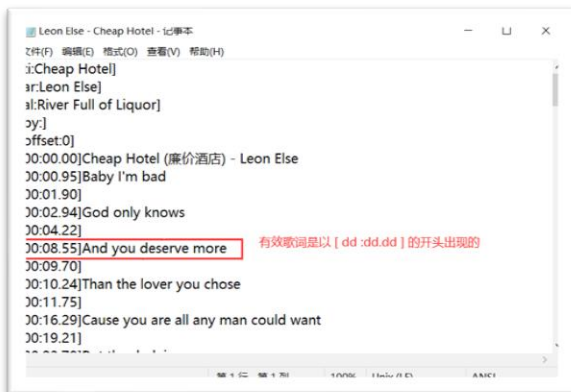 Leon Else - Cheap Hotel - 记事本
文件(F) 编辑(E) 格式(O) 查看(V) 帮助(H)
ti:Cheap Hotel]
ar:Leon Else]
al:River Full of Liquor]
by:]
offset:0]
00:00.00]Cheap Hotel (廉价酒店) - Leon Else
00:00.95]Baby I'm bad
00:01.90]
00:02.94]God only knows
00:04.22]
00:08.55]And you deserve more
有效歌词是以 [ dd :dd.dd ] 的开头出现的
00:09.70]
00:10.24]Than the lover you chose
00:11.75]
00:16.29]Cause you are all any man could want
00:19.21]
第 1 行, 第 1 列 100% Unix (LF) ANSI